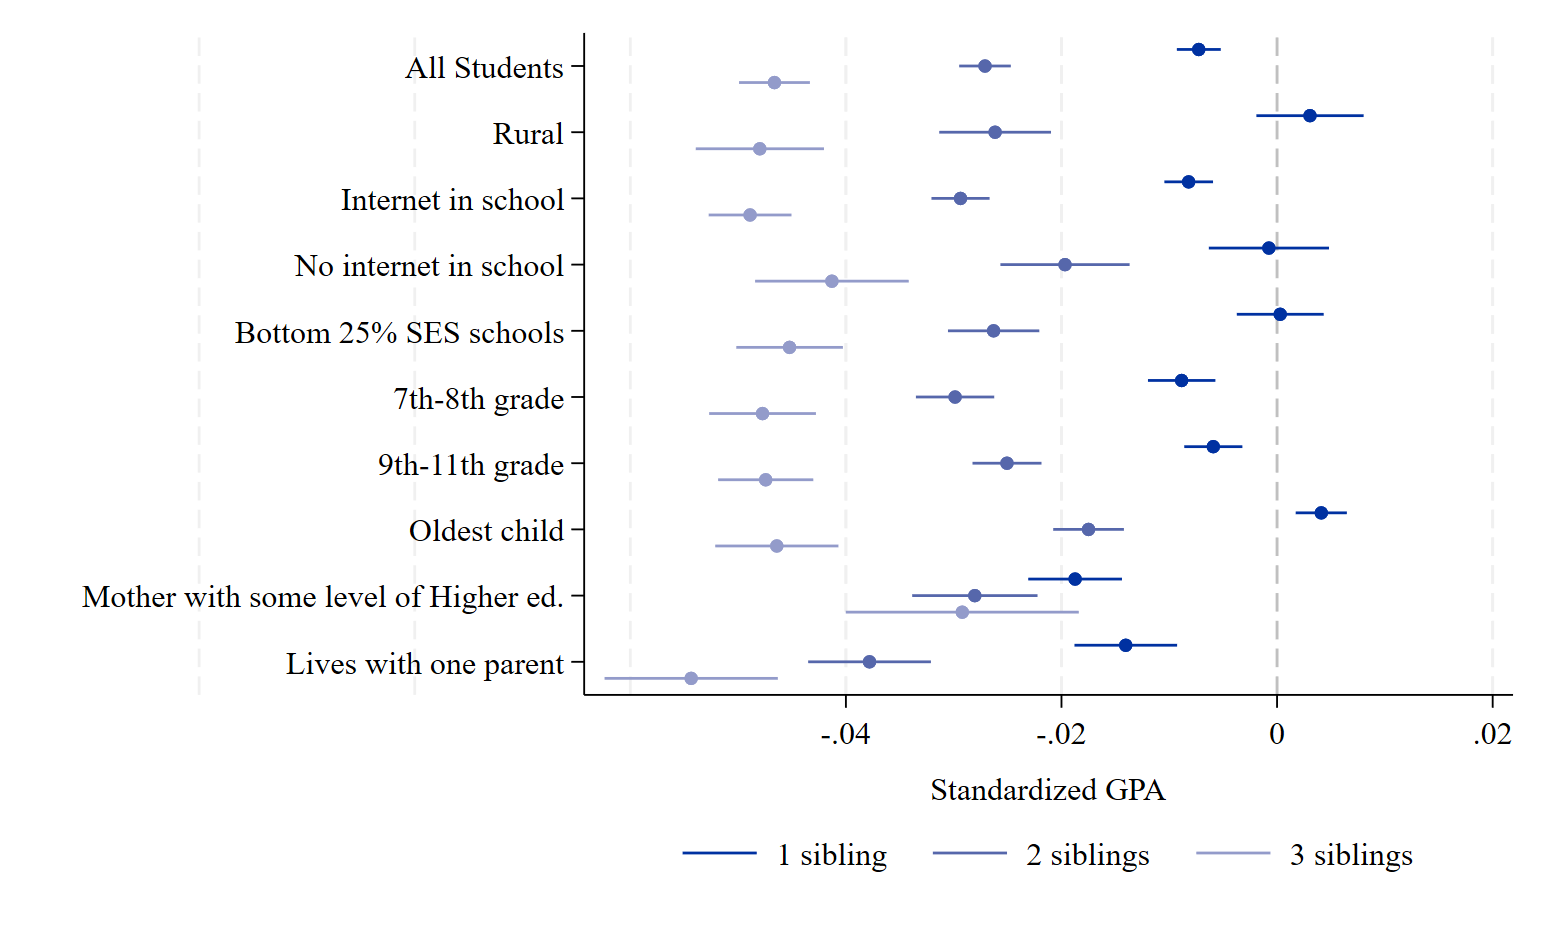 All Students
Rural
Internet in school
No internet in school
Bottom 25% SES schools
7th-8th grade
9th-11th grade
Oldest child
Mother with some level of Higher ed.
Lives with one parent
-.04 -.02 0 .02
Standardized GPA
1 sibling 2 siblings 3 siblings